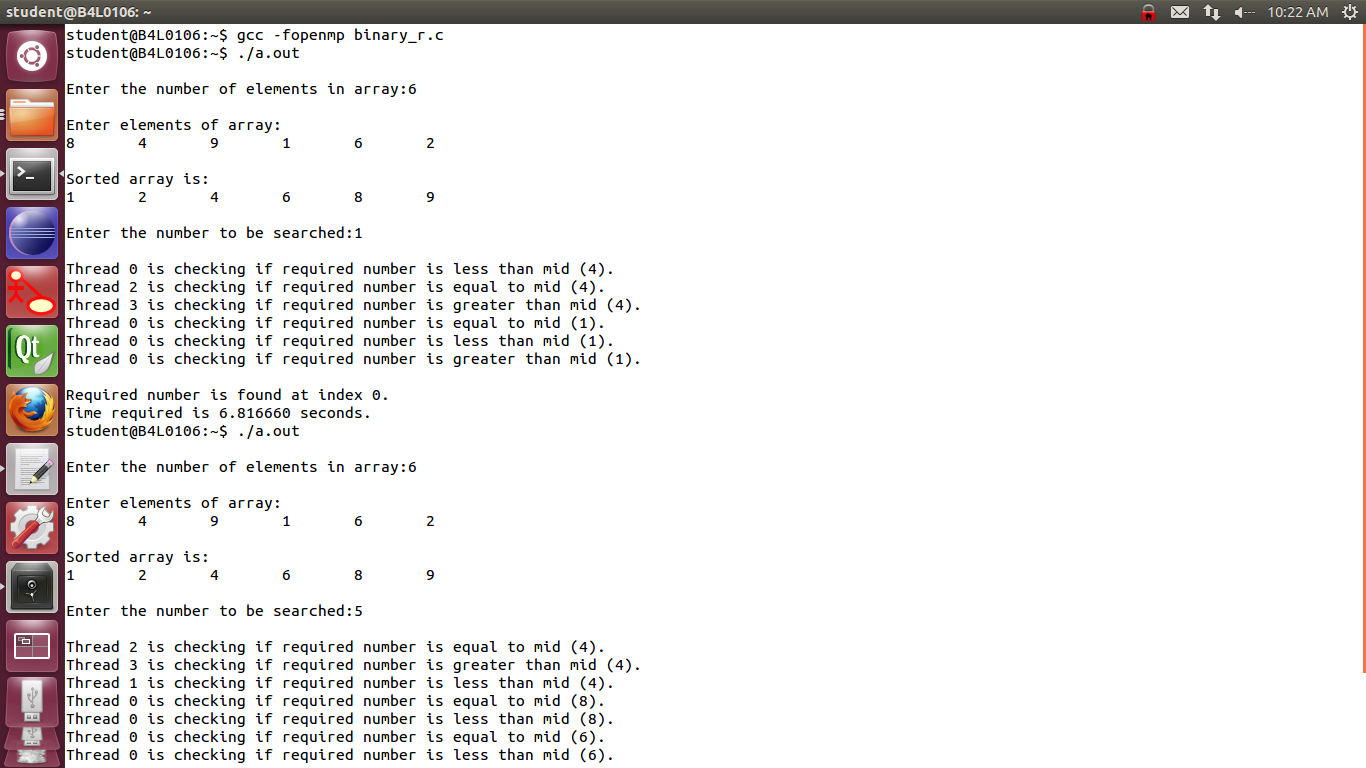 student@B4L0106: ~
10:22 AM
student@B4L0106:~$ gcc -fopenmp binary_r.c
student@B4L0106:~$ ./a.out
Enter the number of elements in array:6
Enter elements of array:
8 4 9 1 6 2
Sorted array is:
1 2 4 6 8 9
Enter the number to be searched:1
Thread 0 is checking if required number is less than mid (4).
Thread 2 is checking if required number is equal to mid (4).
Thread 3 is checking if required number is greater than mid (4).
Thread 0 is checking if required number is equal to mid (1).
Thread 0 is checking if required number is less than mid (1).
Thread 0 is checking if required number is greater than mid (1).
Required number is found at index 0.
Time required is 6.816660 seconds.
student@B4L0106:~$ ./a.out
Enter the number of elements in array:6
Enter elements of array:
8 4 9 1 6 2
Sorted array is:
1 2 4 6 8 9
Enter the number to be searched:5
Thread 2 is checking if required number is equal to mid (4).
Thread 3 is checking if required number is greater than mid (4).
Thread 1 is checking if required number is less than mid (4).
Thread 0 is checking if required number is equal to mid (8).
Thread 0 is checking if required number is less than mid (8).
Thread 0 is checking if required number is equal to mid (6).
Thread 0 is checking if required number is less than mid (6).
>_
Qt